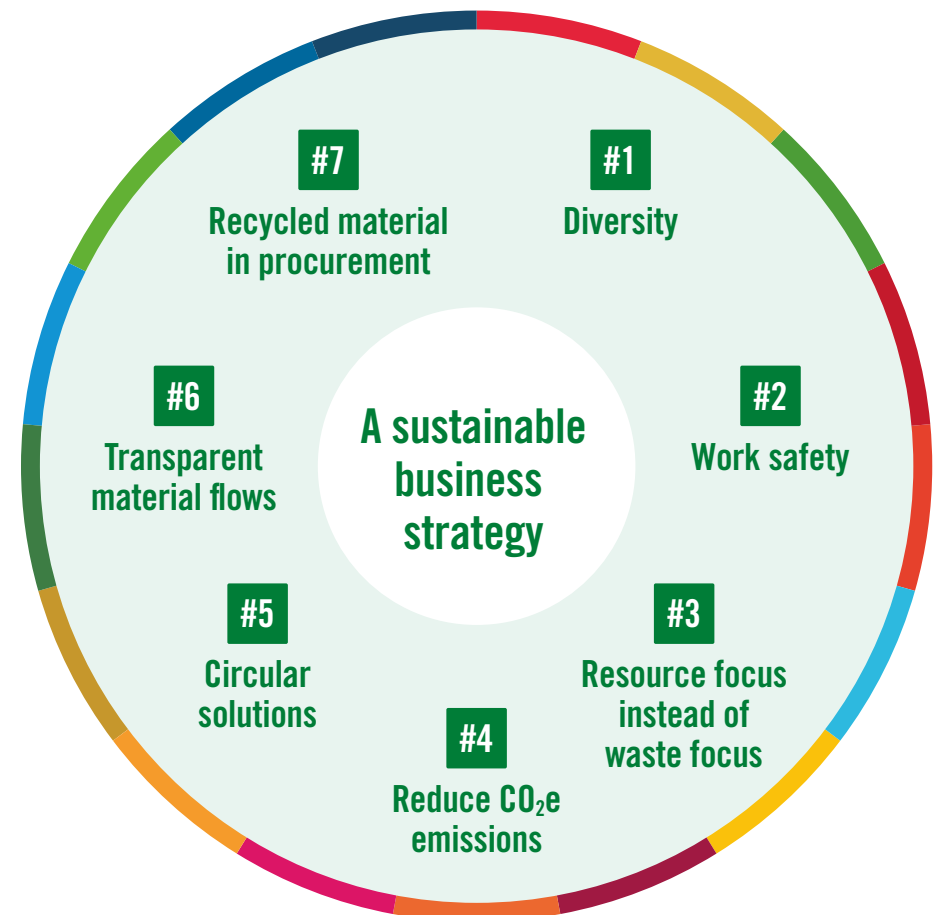 A sustainable
business
strategy
#1
Diversity
#2
Work safety
#3
Resource focus
instead of
waste focus
#4
Reduce CO₂e
emissions
#5
Circular
solutions
#6
Transparent
material flows
#7
Recycled material
in procurement